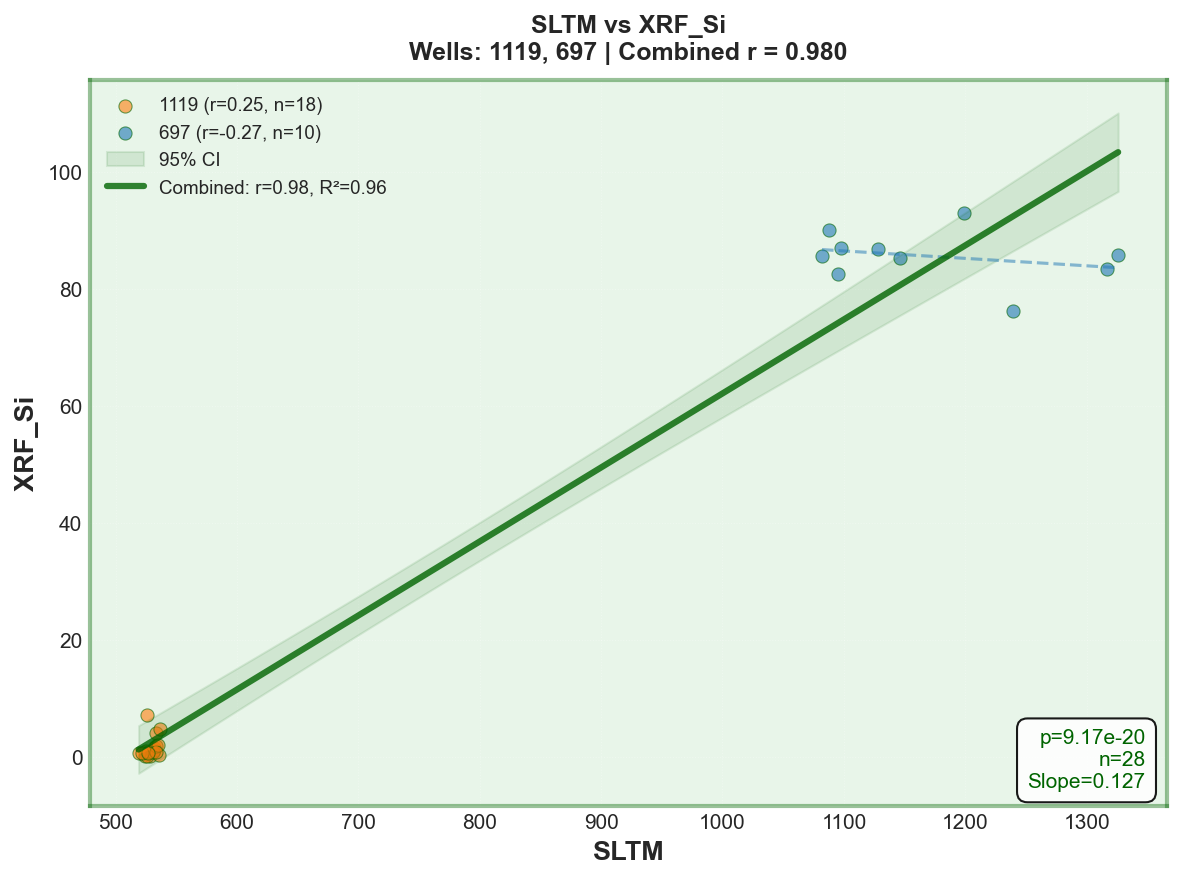 SLTM vs XRF_Si
Wells: 1119, 697 | Combined r = 0.980
1119 (r=0.25, n=18)
697 (r=-0.27, n=10)
95% CI
Combined: r=0.98, R²=0.96
100
80
60
40
20
0
XRF_Si
p=9.17e-20
n=28
Slope=0.127
500 600 700 800 900 1000 1100 1200 1300
SLTM